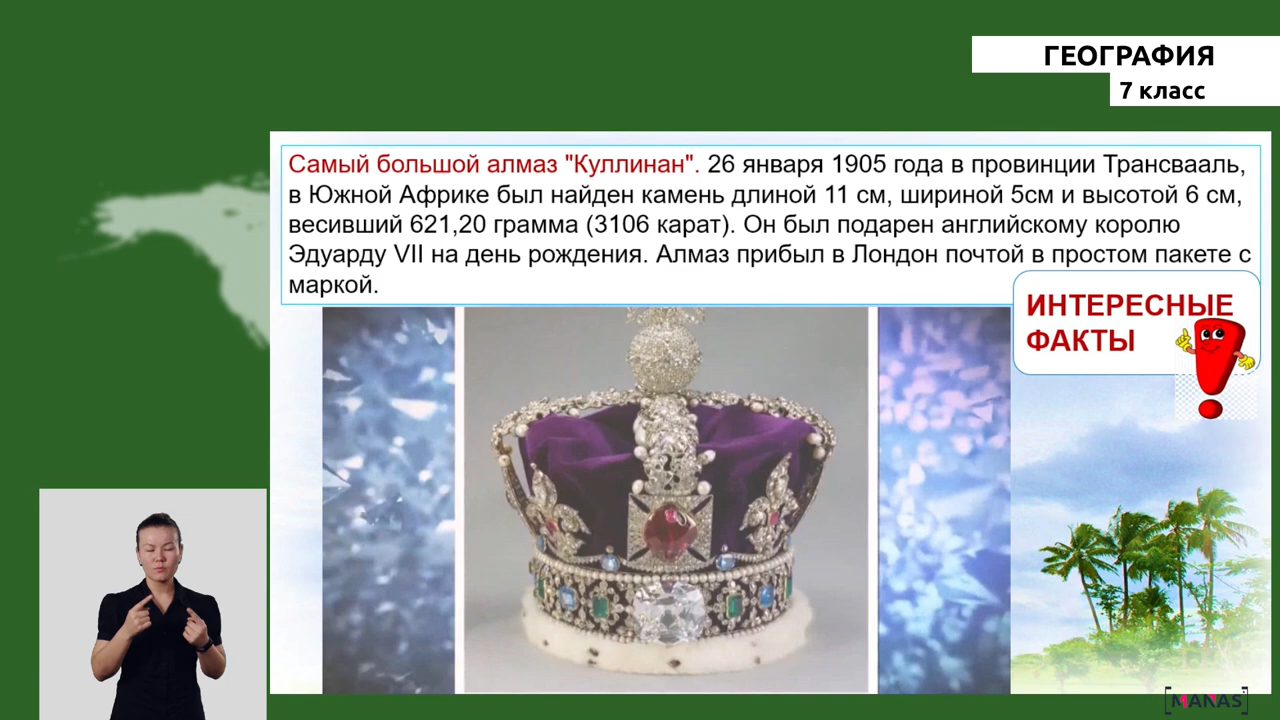 ГЕОГРАФИЯ
7 класс
Самый большой алмаз "Куллинан". 26 января 1905 года в провинции Трансвааль,
в Южной Африке был найден камень длиной 11 см, шириной 5см и высотой 6 см,
весивший 621,20 грамма (3106 карат). Он был подарен английскому королю
Эдуарду VII на день рождения. Алмаз прибыл в Лондон почтой в простом пакете с
маркой.
ИНТЕРЕСНЫЕ
ФАКТЫ
[MANAS]